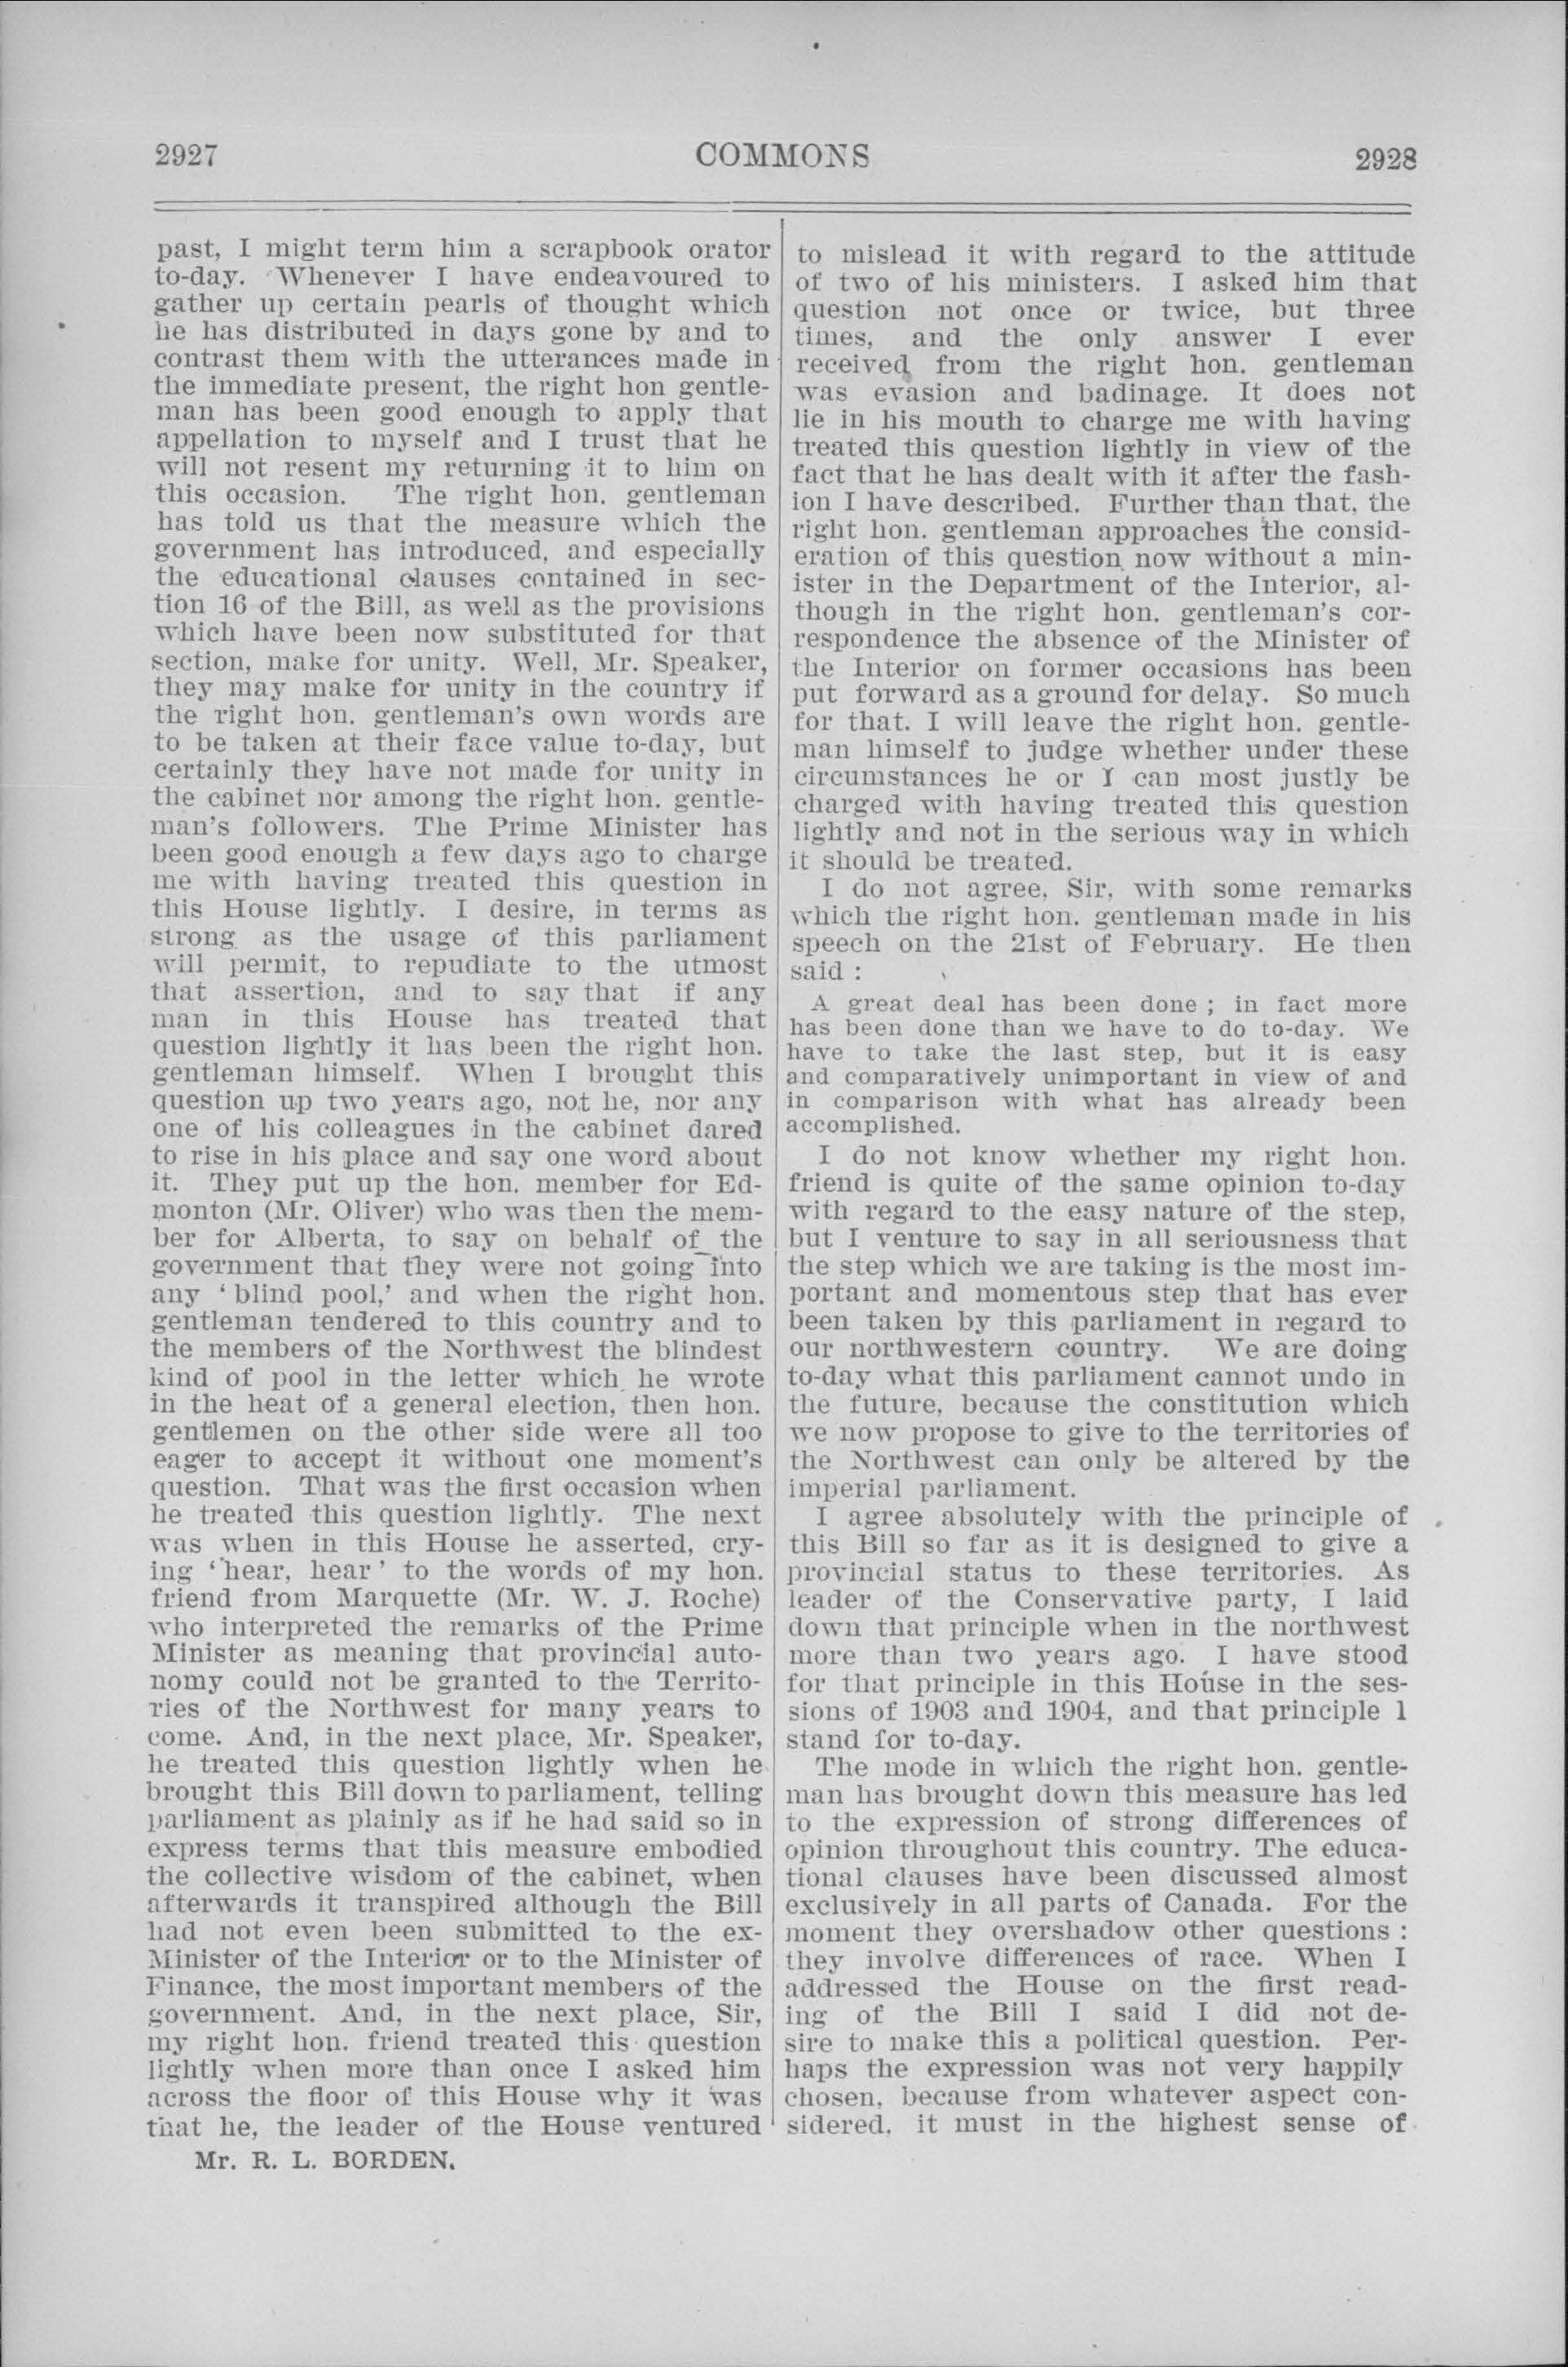 2927 COMMONS 2928
past, I might term him a scrapbook orator
to-day. Whenever I have endeavoured to
gather up certain pearls of thought which
he has distributed in days gone by and to
contrast them with the utterances made in
the immediate present, the right hon gentle-
man has been good enough to apply that
appellation to myself and I trust that he
will not resent my returning it to him on
this occasion. The right hon. gentleman
has told us that the measure which the
government has introduced, and especially
the educational clauses contained in sec-
tion 16 of the Bill, as well as the provisions
which have been now substituted for that
section, make for unity. Well, Mr. Speaker,
they may make for unity in the country if
the right hon. gentleman's own words are
to be taken at their face value to-day, but
certainly they have not made for unity in
the cabinet nor among the right hon. gentle-
man's followers. The Prime Minister has
been good enough a few days ago to charge
me with having treated this question in
this House lightly. I desire, in terms as
strong as the usage of this parliament
will permit, to repudiate to the utmost
that assertion, and to say that if any
man in this House has treated that
question lightly it has been the right hon.
gentleman himself. When I brought this
question up two years ago, not he, nor any
one of his colleagues in the cabinet dared
to rise in his place and say one word about
it. They put up the hon. member for Ed-
monton (Mr. Oliver) who was then the mem-
ber for Alberta, to say on behalf of the
government that they were not going into
any ' blind pool,' and when the right hon.
gentleman tendered to this country and to
the members of the Northwest the blindest
kind of pool in the letter which he wrote
in the heat of a general election, then hon.
gentlemen on the other side were all too
eager to accept it without one moment's
question. That was the first occasion when
he treated this question lightly. The next
was when in this House he asserted, cry-
ing ' hear, hear ' to the words of my hon.
friend from Marquette (Mr. W. J. Roche)
who interpreted the remarks of the Prime
Minister as meaning that provincial auto-
nomy could not be granted to the Territo-
ries of the Northwest for many years to
come. And, in the next place, Mr. Speaker,
he treated this question lightly when he
brought this Bill down to parliament, telling
parliament as plainly as if he had said so in
express terms that this measure embodied
the collective wisdom of the cabinet, when
afterwards it transpired although the Bill
had not even been submitted to the ex-
Minister of the Interior or to the Minister of
Finance, the most important members of the
government. And, in the next place, Sir,
my right hon. friend treated this question
lightly when more than once I asked him
across the floor of this House why it was
that he, the leader of the House ventured
Mr. R. L. BORDEN.
to mislead it with regard to the attitude
of two of his ministers. I asked him that
question not once or twice, but three
times, and the only answer I ever
received from the right hon. gentleman
was evasion and badinage. It does not
lie in his mouth to charge me with having
treated this question lightly in view of the
fact that he has dealt with it after the fash-
ion I have described. Further than that, the
right hon. gentleman approaches the consid-
eration of this question now without a min-
ister in the Department of the Interior, al-
though in the right hon. gentleman's cor-
respondence the absence of the Minister of
the Interior on former occasions has been
put forward as a ground for delay. So much
for that. I will leave the right hon. gentle-
man himself to judge whether under these
circumstances he or I can most justly be
charged with having treated this question
lightly and not in the serious way in which
it should be treated.
I do not agree, Sir, with some remarks
which the right hon. gentleman made in his
speech on the 21st of February. He then
said :
A great deal has been done ; in fact more
has been done than we have to do to-day. We
have to take the last step, but it is easy
and comparatively unimportant in view of and
in comparison with what has already been
accomplished.
I do not know whether my right hon.
friend is quite of the same opinion to-day
with regard to the easy nature of the step,
but I venture to say in all seriousness that
the step which we are taking is the most im-
portant and momentous step that has ever
been taken by this parliament in regard to
our northwestern country. We are doing
to-day what this parliament cannot undo in
the future, because the constitution which
we now propose to give to the territories of
the Northwest can only be altered by the
imperial parliament.
I agree absolutely with the principle of
this Bill so far as it is designed to give a
provincial status to these territories. As
leader of the Conservative party, I laid
down that principle when in the northwest
more than two years ago. I have stood
for that principle in this House in the ses-
sions of 1903 and 1904, and that principle I
stand for to-day.
The mode in which the right hon. gentle-
man has brought down this measure has led
to the expression of strong differences of
opinion throughout this country. The educa-
tional clauses have been discussed almost
exclusively in all parts of Canada. For the
moment they overshadow other questions :
they involve differences of race. When I
addressed the House on the first read-
ing of the Bill I said I did not de-
sire to make this a political question. Per-
haps the expression was not very happily
chosen, because from whatever aspect con-
sidered, it must in the highest sense of